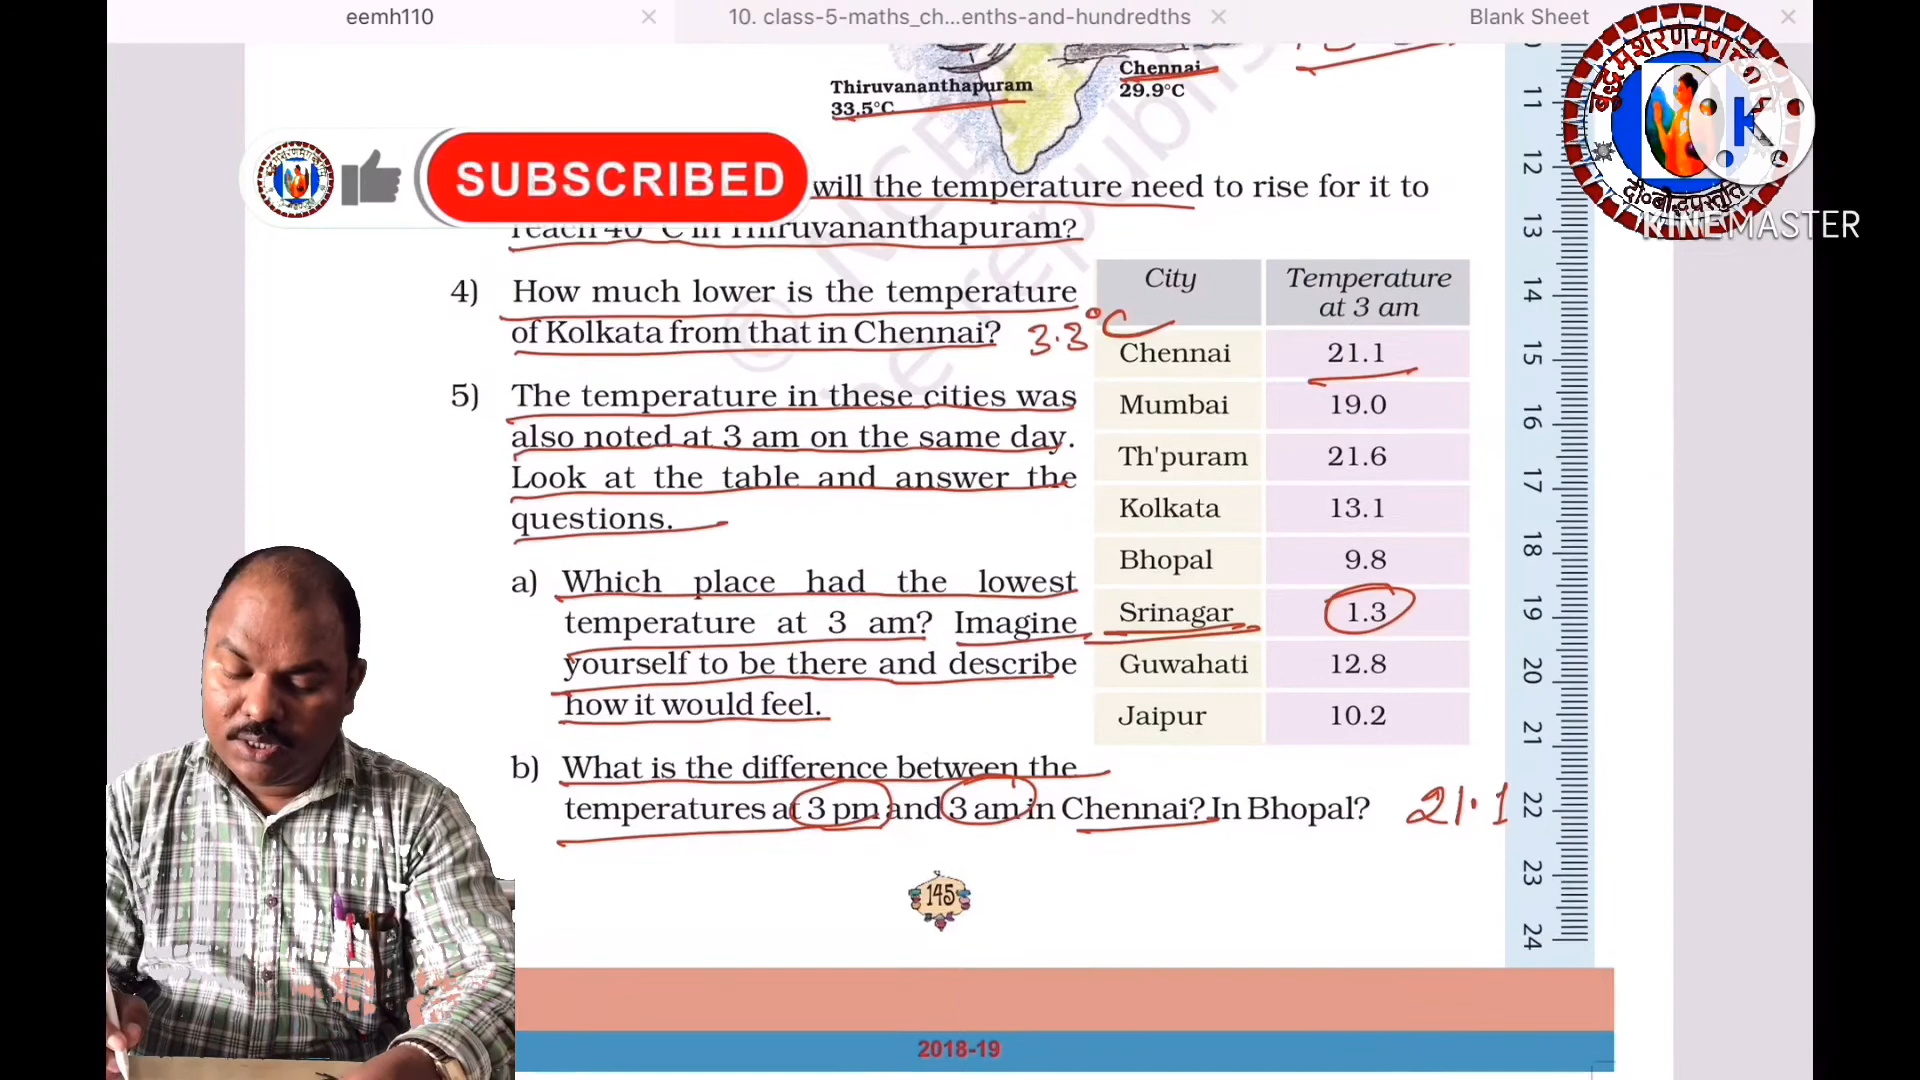 eemh110
10. class-5-maths_ch...enths-and-hundredths
Blank Sheet
Thiruvananthapuram
33.5°C
Chennai
29.9°C
SUBSCRIBED
will the temperature need to rise for it to
reach 40 °C in Thiruvananthapuram?
4) How much lower is the temperature
of Kolkata from that in Chennai? 3.3°C
5) The temperature in these cities was
also noted at 3 am on the same day.
Look at the table and answer the
questions.
a) Which place had the lowest
temperature at 3 am? Imagine
yourself to be there and describe
how it would feel.
b) What is the difference between the
temperatures at 3 pm and 3 am in Chennai? In Bhopal? 21.1
City Temperature
at 3 am
Chennai 21.1
Mumbai 19.0
Th'puram 21.6
Kolkata 13.1
Bhopal 9.8
Srinagar 1.3
Guwahati 12.8
Jaipur 10.2
145
2018-19
11
12
13
14
15
16
17
18
19
20
21
22
23
24
K
KINEMASTER